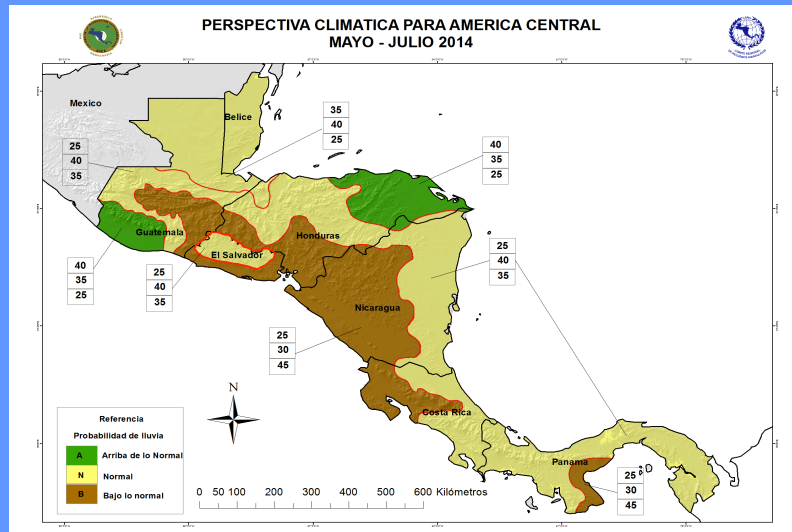 PERSPECTIVA CLIMATICA PARA AMERICA CENTRAL
MAYO - JULIO 2014
Mexico
Belice
35
40
25
25
40
35
40
35
25
Guatemala
Honduras
El Salvador
25
40
35
40
35
25
25
40
35
Nicaragua
25
30
45
N
Costa Rica
Referencia
Probabilidad de lluvia
A Arriba de lo Normal
N Normal
B Bajo lo normal
Panama
25
30
45
0 50 100 200 300 400 500 600 Kilómetros